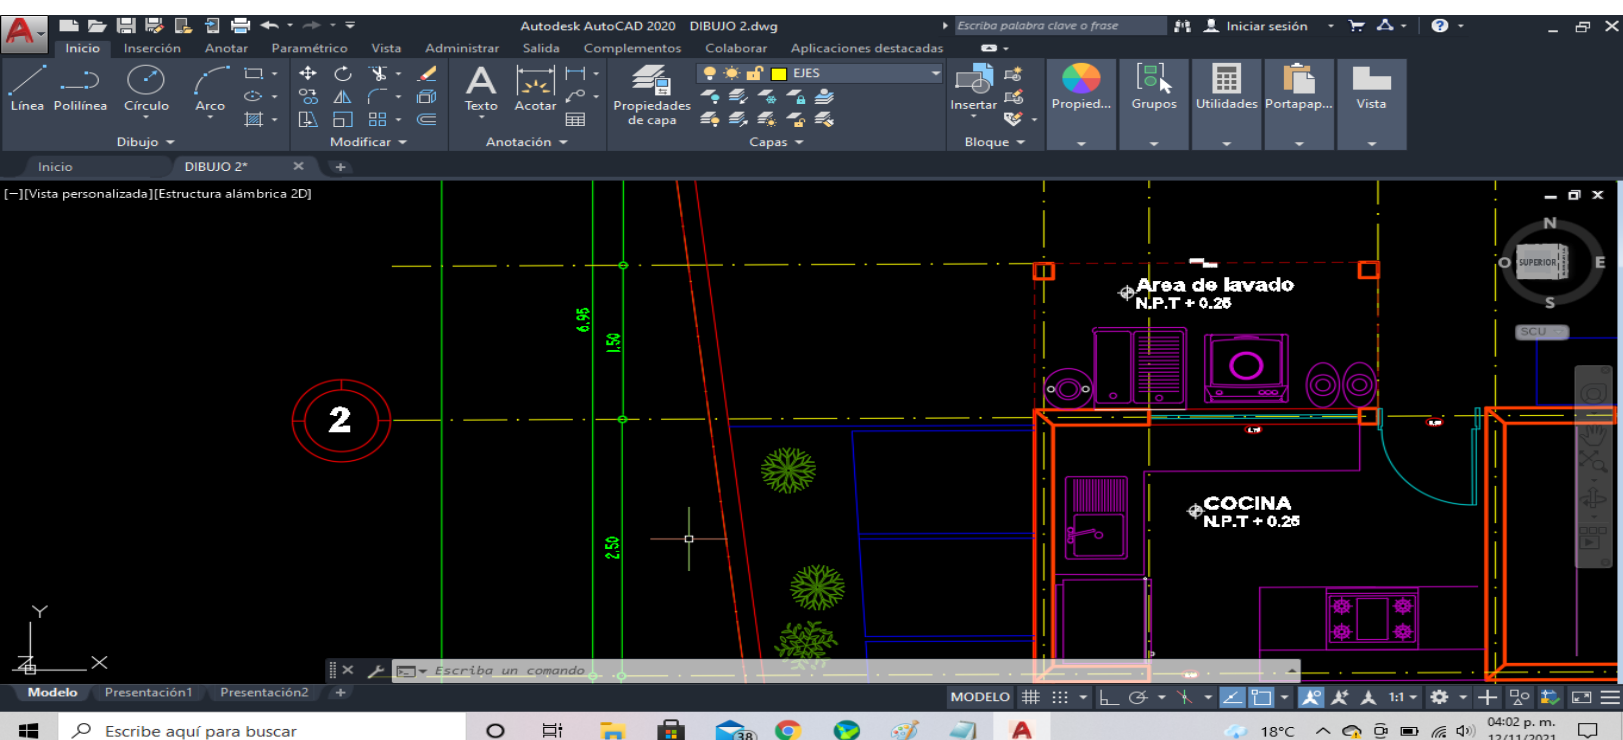 Autodesk AutoCAD 2020 DIBUJO 2.dwg
Escriba palabra clave o frase
Iniciar sesión
Inicio Inserción Anotar Paramétrico Vista Administrar Salida Complementos Colaborar Aplicaciones destacadas
EJES
Línea Polilínea Círculo Arco Texto Acotar Propiedades de capa Insertar Propied... Grupos Utilidades Portapap... Vista
Dibujo Modificar Anotación Capas Bloque
Inicio DIBUJO 2* +
[−][Vista personalizada][Estructura alámbrica 2D]
N
O SUPERIOR E
S
SCU
Area de lavado
N.P.T + 0.25
6.95
1.50
2
COCINA
N.P.T + 0.25
2.50
Y
X
Escriba un comando
Modelo Presentación1 Presentación2 +
MODELO 1:1
Escribe aquí para buscar
38
18°C
04:02 p. m.
12/11/2021